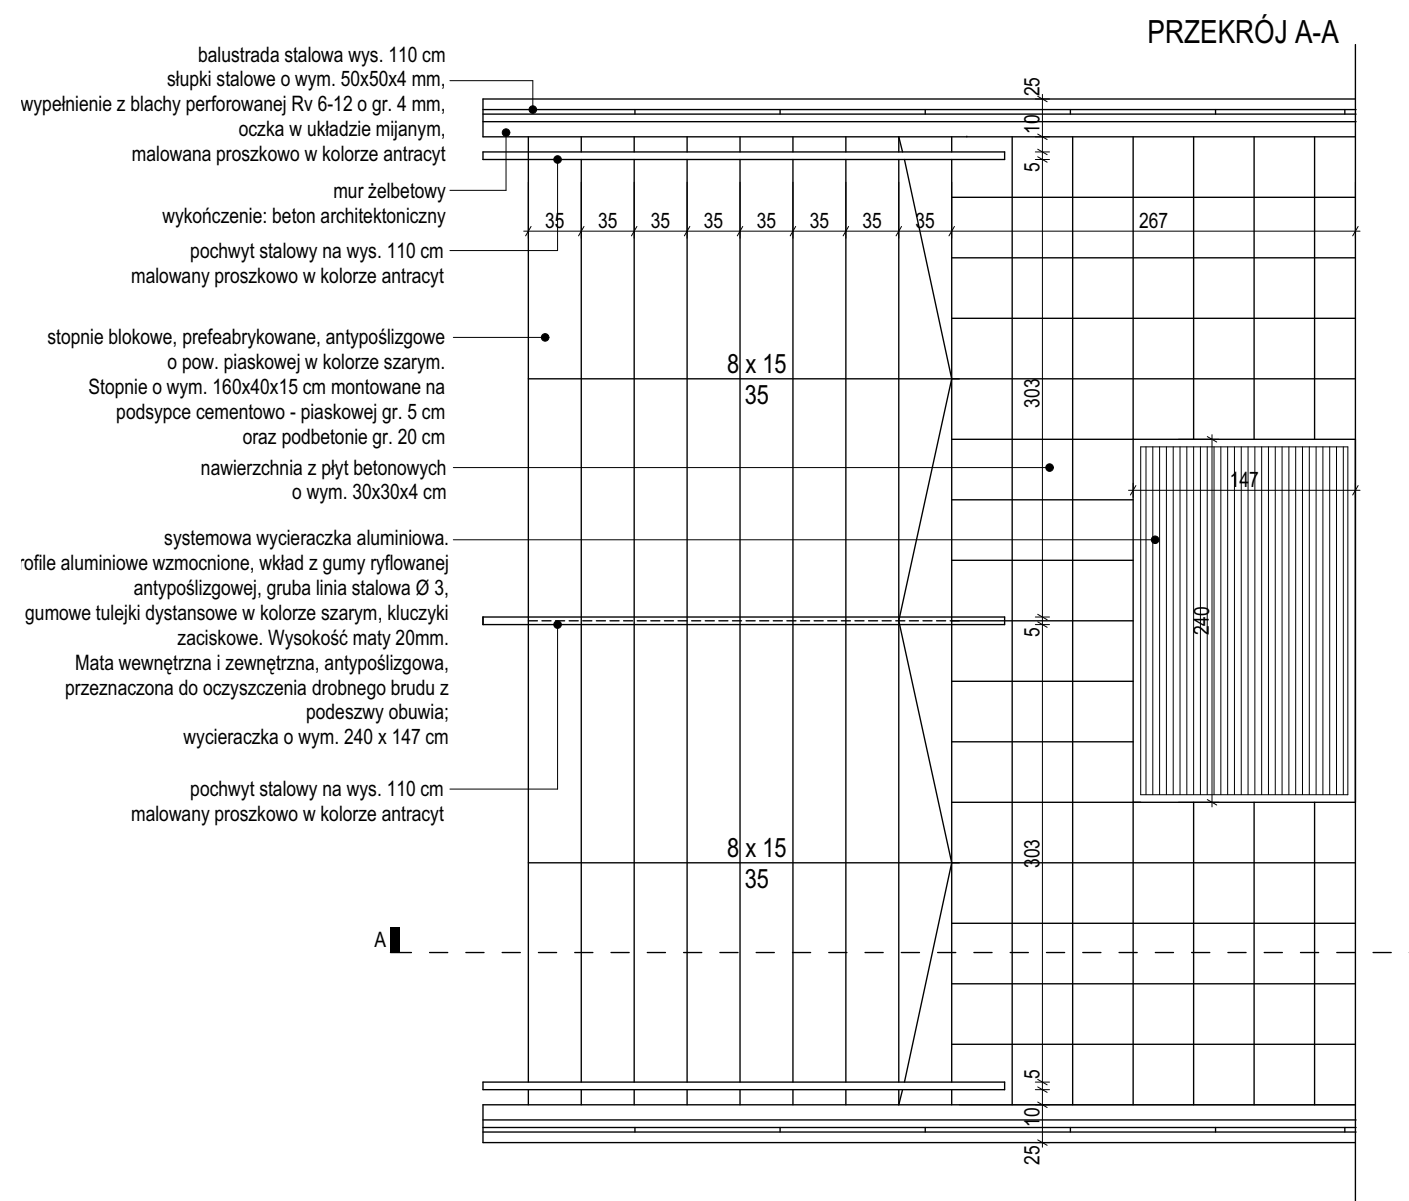 PRZEKRÓJ A-A
balustrada stalowa wys. 110 cm
słupki stalowe o wym. 50x50x4 mm,
wypełnienie z blachy perforowanej Rv 6-12 o gr. 4 mm,
oczka w układzie mijanym,
malowana proszkowo w kolorze antracyt
mur żelbetowy
wykończenie: beton architektoniczny
pochwyt stalowy na wys. 110 cm
malowany proszkowo w kolorze antracyt
stopnie blokowe, prefeabrykowane, antypoślizgowe
o pow. piaskowej w kolorze szarym.
Stopnie o wym. 160x40x15 cm montowane na
podsypce cementowo - piaskowej gr. 5 cm
oraz podbetonie gr. 20 cm
nawierzchnia z płyt betonowych
o wym. 30x30x4 cm
systemowa wycieraczka aluminiowa.
rofile aluminiowe wzmocnione, wkład z gumy ryflowanej
antypoślizgowej, gruba linia stalowa Ø 3,
gumowe tulejki dystansowe w kolorze szarym, kluczyki
zaciskowe. Wysokość maty 20mm.
Mata wewnętrzna i zewnętrzna, antypoślizgowa,
przeznaczona do oczyszczenia drobnego brudu z
podeszwy obuwia;
wycieraczka o wym. 240 x 147 cm
pochwyt stalowy na wys. 110 cm
malowany proszkowo w kolorze antracyt
A
25
10
5
35 35 35 35 35 35 35 35 267
8 x 15
35
303
147
240
5
8 x 15
35
303
5
10
25